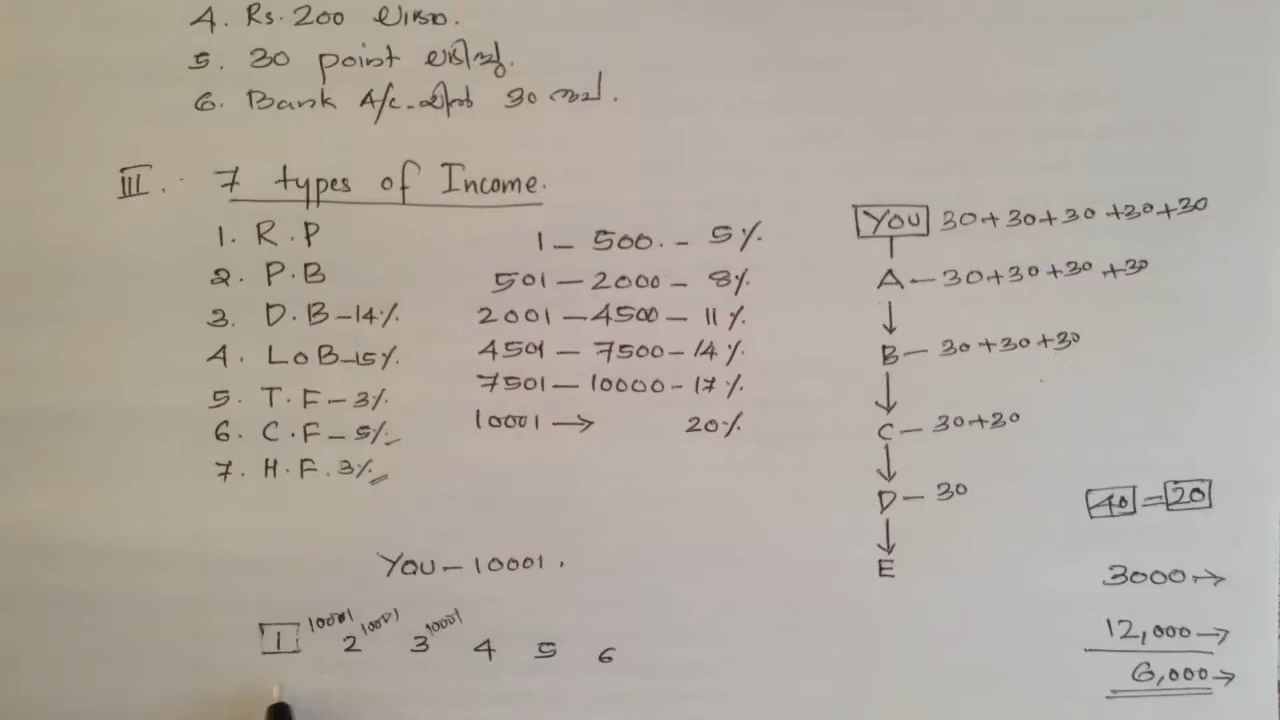 4. Rs. 200 ലാഭം.
5. 30 point ലഭിച്ചു.
6. Bank A/c-യിൽ 30
III. 7 types of Income.
1. R.P
2. P.B
3. D.B-14%
4. LOB-15%
5. T.F-3%
6. C.F-5%
7. H.F. 3%
1 - 500. - 5%
501 - 2000 - 8%
2001 - 4500 - 11%
4501 - 7500 - 14%
7501 - 10000 - 17%
10001 → 20%
YOU 30+30+30+30+30
A - 30+30+30+30
↓
B - 30+30+30
↓
C - 30+30
↓
D - 30
↓
E
40 = 20
3000 →
12,000 →
6,000 →
YOU - 10001.
10001 10001 10001
1 2 3 4 5 6